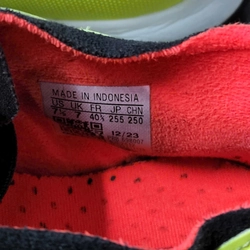 MADE IN INDONESIA
US UK FR JP CHN
7½ 7 40⅔ 255 250
12/23